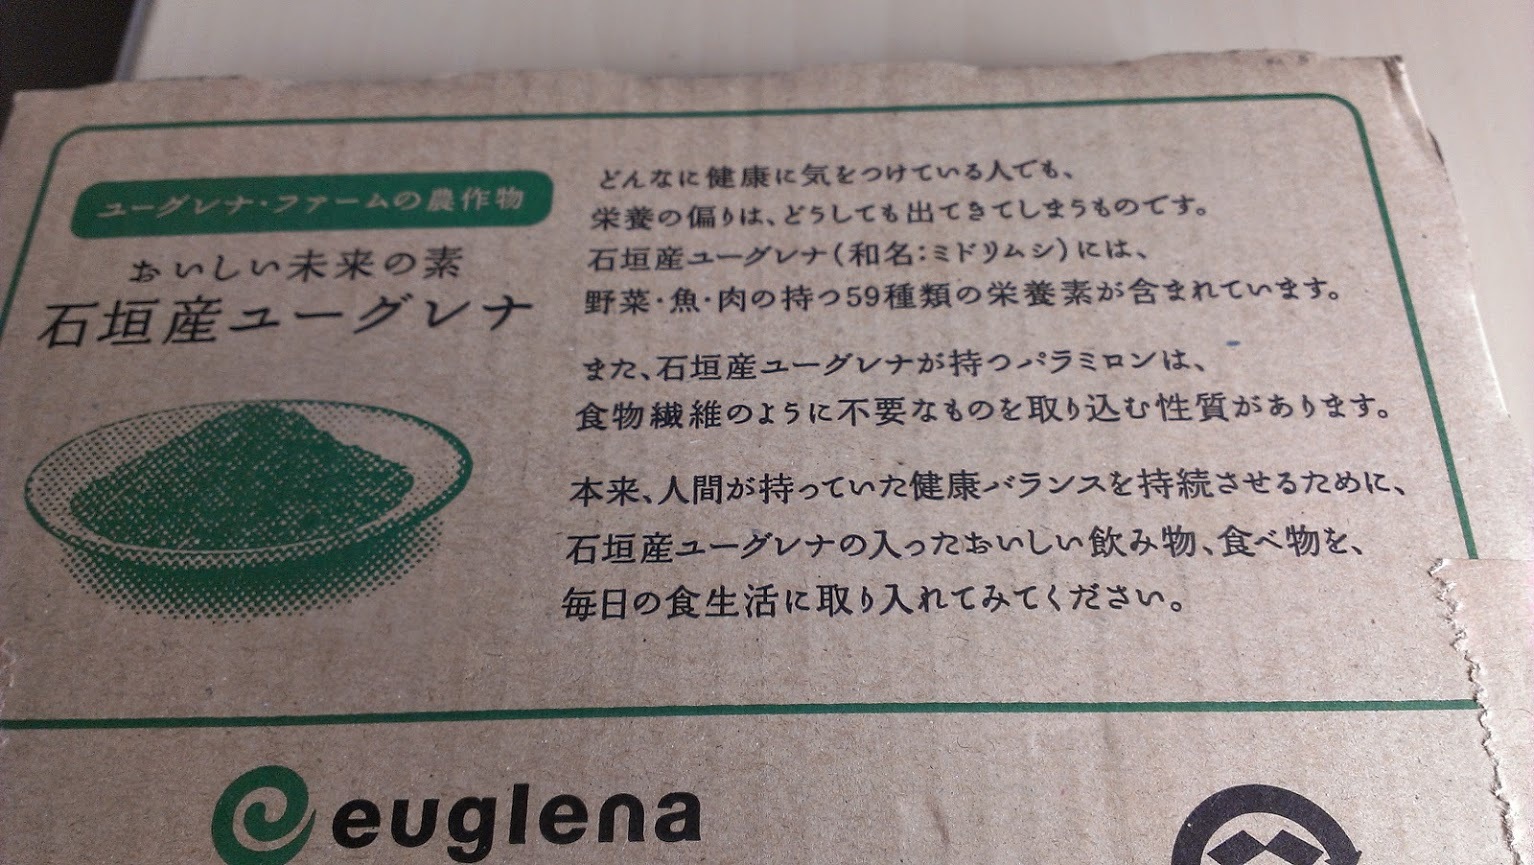 ユーグレナ・ファームの農作物
おいしい未来の素
石垣産ユーグレナ
どんなに健康に気をつけている人でも、
栄養の偏りは、どうしても出てきてしまうものです。
石垣産ユーグレナ(和名:ミドリムシ)には、
野菜・魚・肉の持つ59種類の栄養素が含まれています。
また、石垣産ユーグレナが持つパラミロンは、
食物繊維のように不要なものを取り込む性質があります。
本来、人間が持っていた健康バランスを持続させるために、
石垣産ユーグレナの入ったおいしい飲み物、食べ物を、
毎日の食生活に取り入れてみてください。
euglena